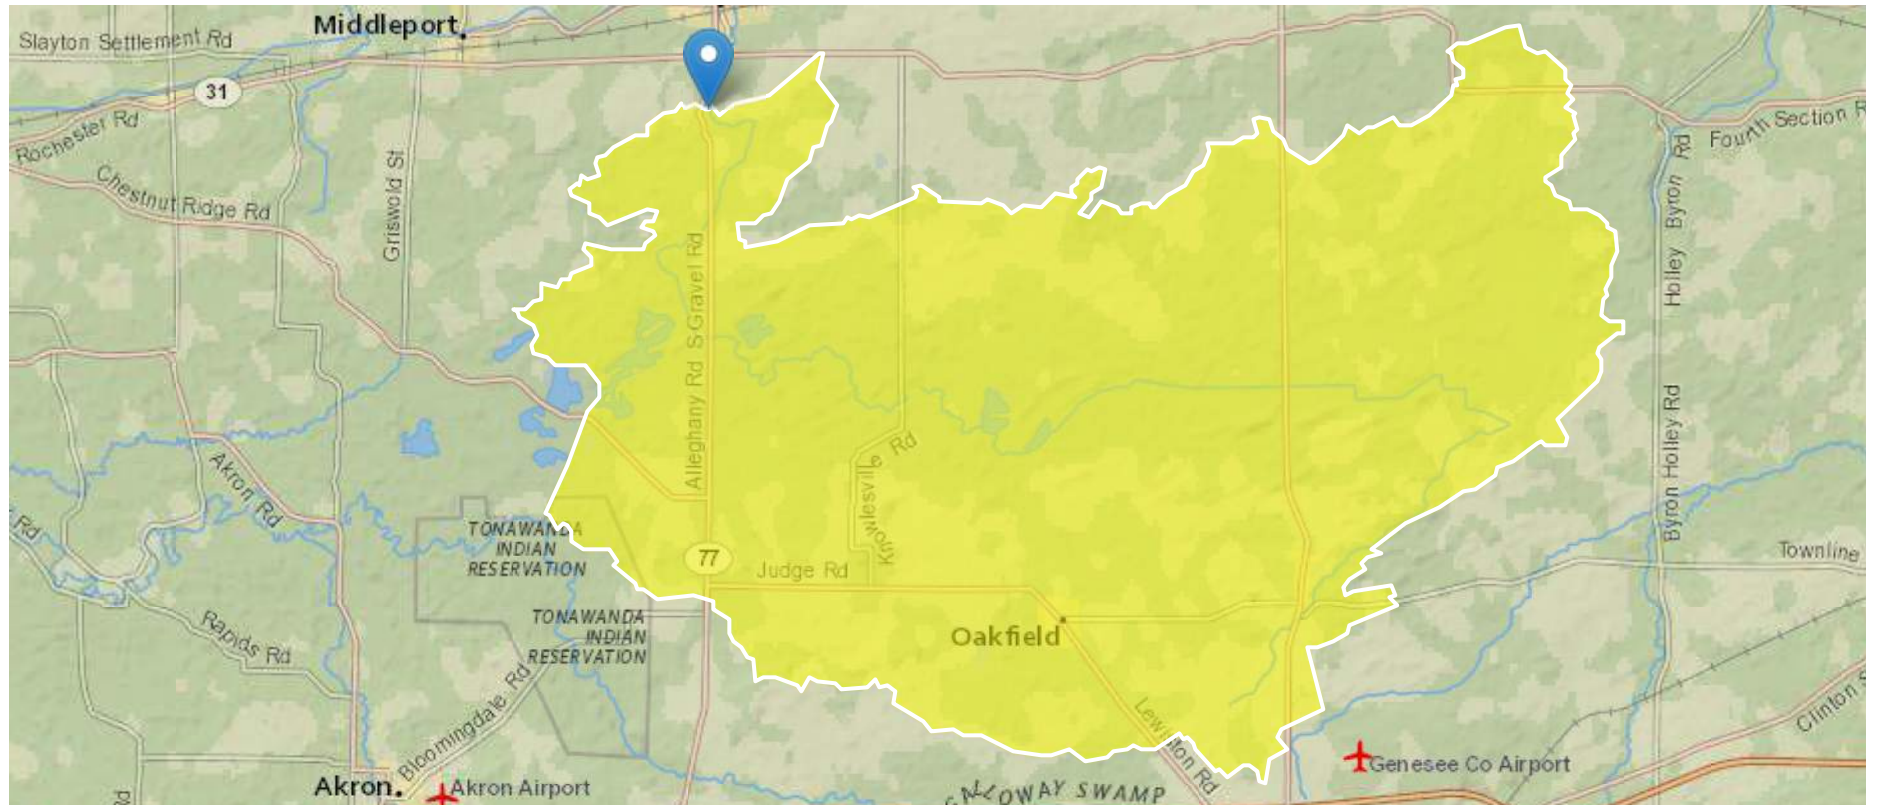 Middleport
Slayton Settlement Rd
31
Rochester Rd
Chestnut Ridge Rd
Griswold St
Fourth Section R
Holley Byron Rd
Alleghany Rd S Gravel Rd
Byron Holley Rd
Akron Rd
Rd
Knowlesville Rd
TONAWANDA
INDIAN
RESERVATION
77
Judge Rd
Townline
TONAWANDA
INDIAN
RESERVATION
Oakfield
Rapids Rd
Bloomingdale Rd
Lewiston Rd
Clinton S
Genesee Co Airport
Akron
Akron Airport
GALLOWAY SWAMP
Rd